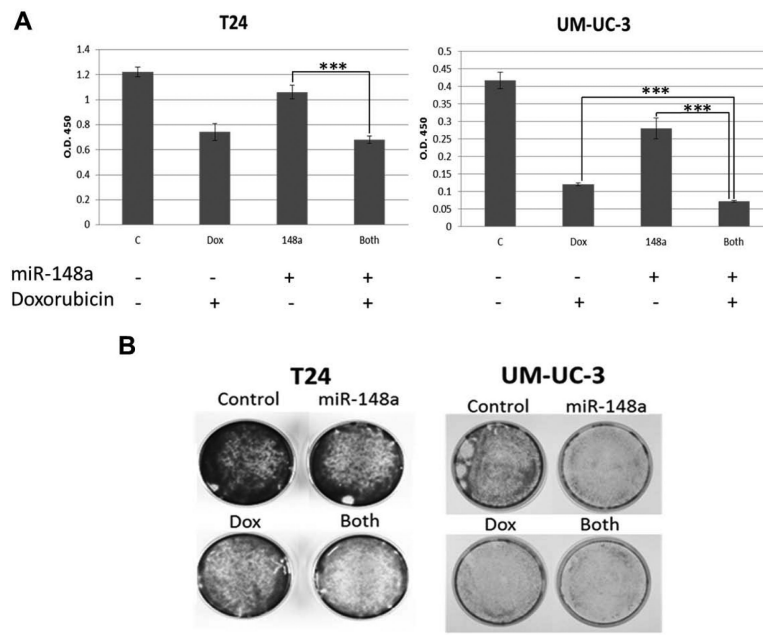 A
T24
UM-UC-3
O.D. 450
1.4
1.2
1
0.8
0.6
0.4
0.2
0
***
C Dox 148a Both
O.D. 450
0.5
0.45
0.4
0.35
0.3
0.25
0.2
0.15
0.1
0.05
0
***
***
C Dox 148a Both
miR-148a - - + + - - + +
Doxorubicin - + - + - + - +
B
T24
UM-UC-3
Control miR-148a
Control miR-148a
Dox Both
Dox Both